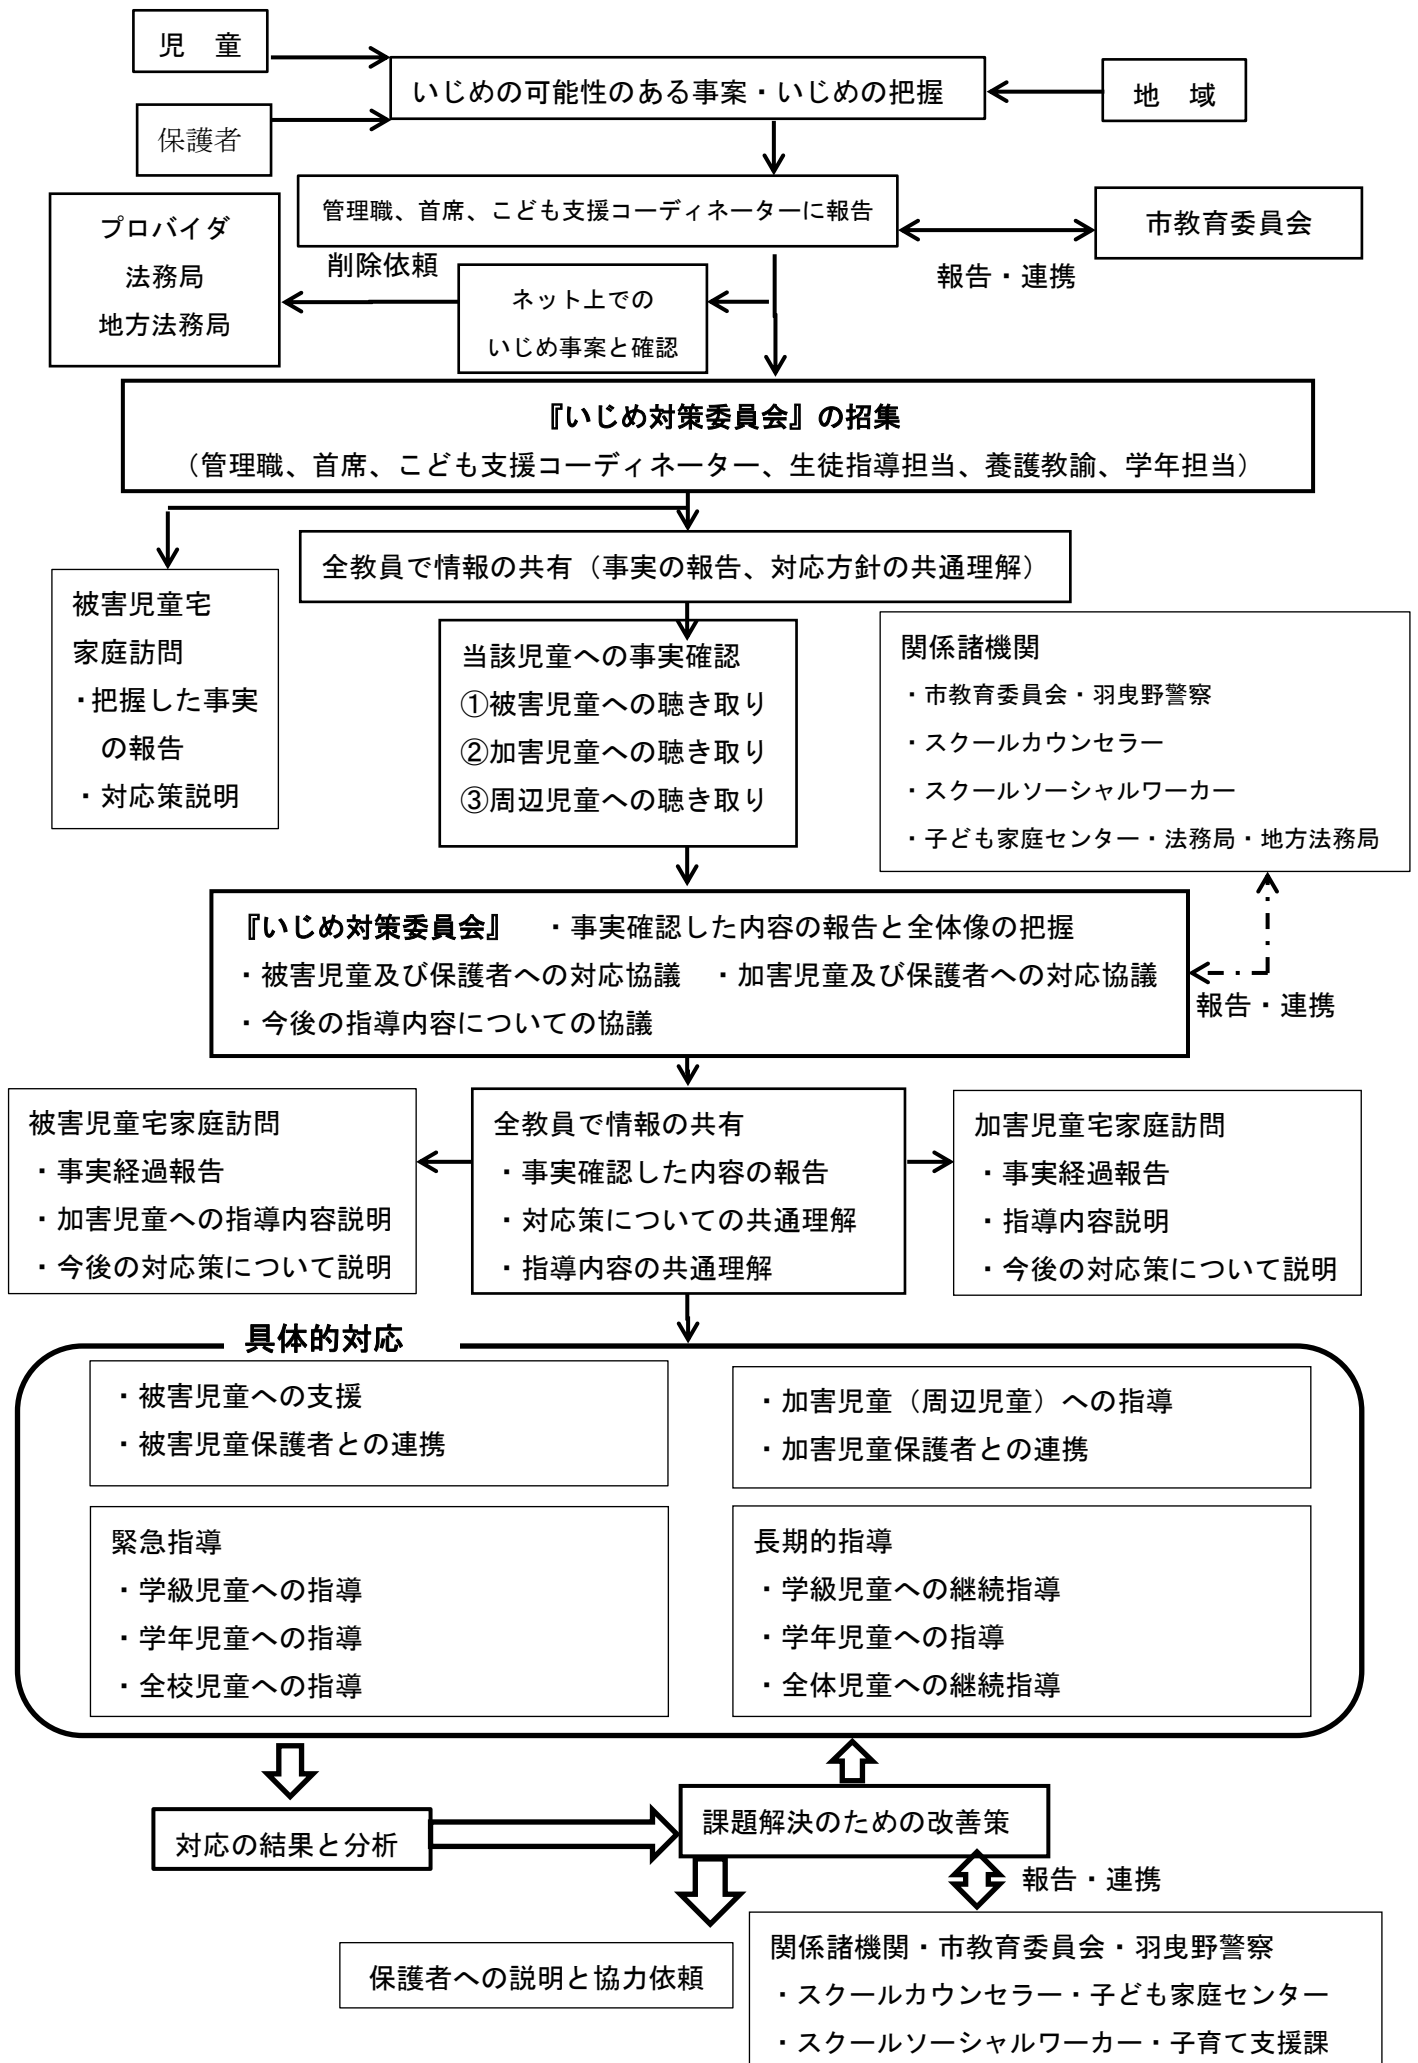 児　童
いじめの可能性のある事案・いじめの把握
地　域
保護者
管理職、首席、こども支援コーディネーターに報告
市教育委員会
プロバイダ
法務局
地方法務局
削除依頼
報告・連携
ネット上での
いじめ事案と確認
『いじめ対策委員会』の招集
（管理職、首席、こども支援コーディネーター、生徒指導担当、養護教諭、学年担当）
全教員で情報の共有（事実の報告、対応方針の共通理解）
被害児童宅
家庭訪問
・把握した事実
の報告
・対応策説明
当該児童への事実確認
①被害児童への聴き取り
②加害児童への聴き取り
③周辺児童への聴き取り
関係諸機関
・市教育委員会・羽曳野警察
・スクールカウンセラー
・スクールソーシャルワーカー
・子ども家庭センター・法務局・地方法務局
『いじめ対策委員会』　・事実確認した内容の報告と全体像の把握
・被害児童及び保護者への対応協議　・加害児童及び保護者への対応協議
・今後の指導内容についての協議
報告・連携
被害児童宅家庭訪問
・事実経過報告
・加害児童への指導内容説明
・今後の対応策について説明
全教員で情報の共有
・事実確認した内容の報告
・対応策についての共通理解
・指導内容の共通理解
加害児童宅家庭訪問
・事実経過報告
・指導内容説明
・今後の対応策について説明
具体的対応
・被害児童への支援
・被害児童保護者との連携
・加害児童（周辺児童）への指導
・加害児童保護者との連携
緊急指導
・学級児童への指導
・学年児童への指導
・全校児童への指導
長期的指導
・学級児童への継続指導
・学年児童への指導
・全体児童への継続指導
対応の結果と分析
課題解決のための改善策
報告・連携
保護者への説明と協力依頼
関係諸機関・市教育委員会・羽曳野警察
・スクールカウンセラー・子ども家庭センター
・スクールソーシャルワーカー・子育て支援課